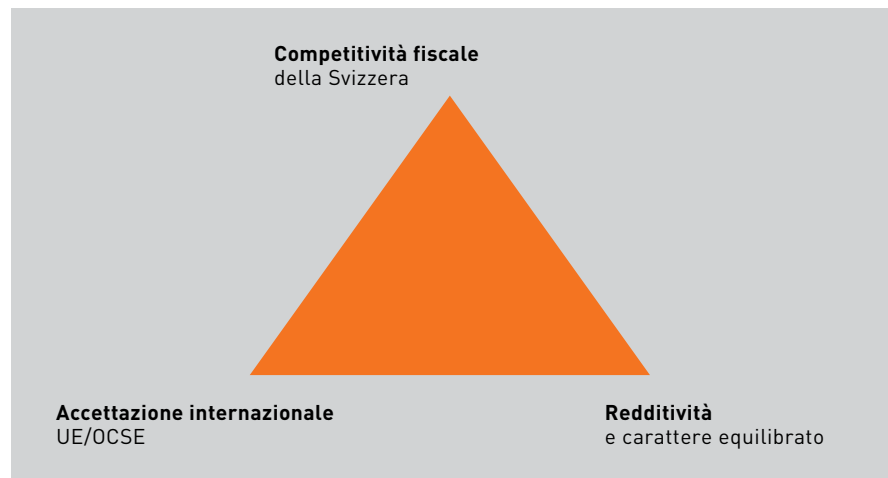 Competitività fiscale
della Svizzera
Accettazione internazionale
UE/OCSE
Redditività
e carattere equilibrato